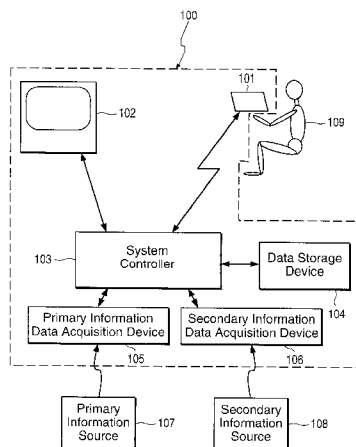 100
101
102
109
103
System
Controller
Data Storage
Device
104
Primary Information
Data Acquisition Device
105
Secondary Information
Data Acquisition Device
106
Primary
Information
Source
107
Secondary
Information
Source
108